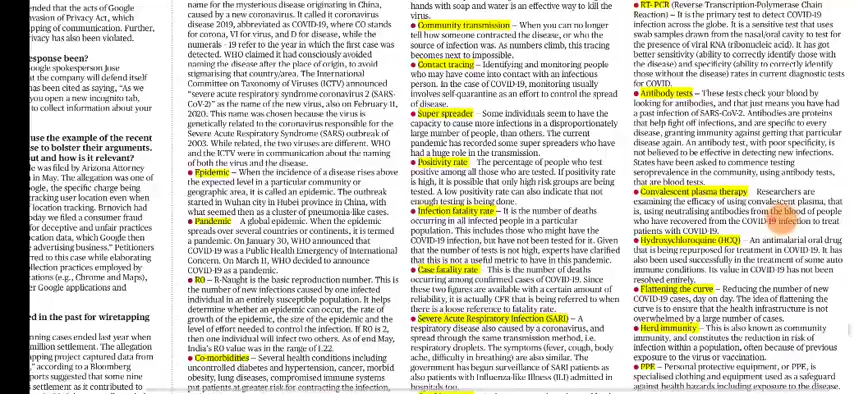 ended that the acts of Google
nvasion of Privacy Act, which
pping of communication. Further,
rivacy has also been violated.
esponse been?
Google spokesperson Jose
at the company will defend itself
has been cited as saying, "As we
you open a new incognito tab,
to collect information about your
use the example of the recent
se to bolster their arguments.
out and how is it relevant?
e was filed by Arizona Attorney
in May. The allegation was one of
oogle, the specific charge being
tracking user location even when
location tracking. Brnovich had
oday we filed a consumer fraud
for deceptive and unfair practices
ocation data, which Google then
e advertising business." Petitioners
rred to this case while elaborating
llection practices employed by
ations (e.g., Chrome and Maps),
er Google applications and
ed in the past for wiretapping
nning cases ended last year when
million settlement. The allegation
apping project captured data from
," according to a Bloomberg
ports suggested that some nine
settlement as it contributed to
name for the mysterious disease originating in China,
caused by a new coronavirus. It called it coronavirus
disease 2019, abbreviated as COVID-19, where CO stands
for corona, VI for virus, and D for disease, while the
numerals - 19 refer to the year in which the first case was
detected. WHO claimed it had consciously avoided
naming the disease after the place of origin, to avoid
stigmatising that country/area. The International
Committee on Taxonomy of Viruses (ICTV) announced
"severe acute respiratory syndrome coronavirus 2 (SARS-
CoV-2)" as the name of the new virus, also on February 11,
2020. This name was chosen because the virus is
genetically related to the coronavirus responsible for the
Severe Acute Respiratory Syndrome (SARS) outbreak of
2003. While related, the two viruses are different. WHO
and the ICTV were in communication about the naming
of both the virus and the disease.
● Epidemic – When the incidence of a disease rises above
the expected level in a particular community or
geographic area, it is called an epidemic. The outbreak
started in Wuhan city in Hubei province in China, with
what seemed then as a cluster of pneumonia-like cases.
● Pandemic – A global epidemic. When the epidemic
spreads over several countries or continents, it is termed
a pandemic. On January 30, WHO announced that
COVID-19 was a Public Health Emergency of International
Concern. On March 11, WHO decided to announce
COVID-19 as a pandemic.
● R0 – R-Naught is the basic reproduction number. This is
the number of new infections caused by one infected
individual in an entirely susceptible population. It helps
determine whether an epidemic can occur, the rate of
growth of the epidemic, the size of the epidemic and the
level of effort needed to control the infection. If R0 is 2,
then one individual will infect two others. As of end May,
India's R0 value was in the range of 1.22.
● Co-morbidities – Several health conditions including
uncontrolled diabetes and hypertension, cancer, morbid
obesity, lung diseases, compromised immune systems
put patients at greater risk for contracting the infection,
hands with soap and water is an effective way to kill the
virus.
● Community transmission – When you can no longer
tell how someone contracted the disease, or who the
source of infection was. As numbers climb, this tracing
becomes next to impossible.
● Contact tracing – Identifying and monitoring people
who may have come into contact with an infectious
person. In the case of COVID-19, monitoring usually
involves self-quarantine as an effort to control the spread
of disease.
● Super spreader – Some individuals seem to have the
capacity to cause more infections in a disproportionately
large number of people, than others. The current
pandemic has recorded some super spreaders who have
had a huge role in the transmission.
● Positivity rate – The percentage of people who test
positive among all those who are tested. If positivity rate
is high, it is possible that only high risk groups are being
tested. A low positivity rate can also indicate that not
enough testing is being done.
● Infection fatality rate – It is the number of deaths
occurring in all infected people in a particular
population. This includes those who might have the
COVID-19 infection, but have not been tested for it. Given
that the number of tests is not high, experts have clarified
that this is not a useful metric to have in this pandemic.
● Case fatality rate – This is the number of deaths
occurring among confirmed cases of COVID-19. Since
these two figures are available with a certain amount of
reliability, it is actually CFR that is being referred to when
there is a loose reference to fatality rate.
● Severe Acute Respiratory Infection (SARI) – A
respiratory disease also caused by a coronavirus, and
spread through the same transmission method, i.e.
respiratory droplets. The symptoms (fever, cough, body
ache, difficulty in breathing) are also similar. The
government has begun surveillance of SARI patients as
also patients with Influenza-like Illness (ILI) admitted in
hospitals too.
● RT-PCR (Reverse Transcription-Polymerase Chain
Reaction) – It is the primary test to detect COVID-19
infection across the globe. It is a sensitive test that uses
swab samples drawn from the nasal/oral cavity to test for
the presence of viral RNA (ribonucleic acid). It has got
better sensitivity (ability to correctly identify those with
the disease) and specificity (ability to correctly identify
those without the disease) rates in current diagnostic tests
for COVID.
● Antibody tests – These tests check your blood by
looking for antibodies, and that just means you have had
a past infection of SARS-CoV2. Antibodies are proteins
that help fight off infections, and are specific to every
disease, granting immunity against getting that particular
disease again. An antibody test, with poor specificity, is
not believed to be effective in detecting new infections.
States have been asked to commence testing
seroprevalence in the community, using antibody tests,
that are blood tests.
● Convalescent plasma therapy – Researchers are
examining the efficacy of using convalescent plasma, that
is, using neutralising antibodies from the blood of people
who have recovered from the COVID-19 infection to treat
patients with COVID-19.
● Hydroxychloroquine (HCQ) – An antimalarial oral drug
that is being repurposed for treatment in COVID-19. It has
also been used successfully in the treatment of some auto
immune conditions. Its value in COVID-19 has not been
resolved entirely.
● Flattening the curve – Reducing the number of new
COVID-19 cases, day on day. The idea of flattening the
curve is to ensure that the health infrastructure is not
overwhelmed by a large number of cases.
● Herd immunity – This is also known as community
immunity, and constitutes the reduction in risk of
infection within a population, often because of previous
exposure to the virus or vaccination.
● PPE – Personal protective equipment, or PPE, is
specialised clothing and equipment used as a safeguard
against health hazards including exposure to the disease.